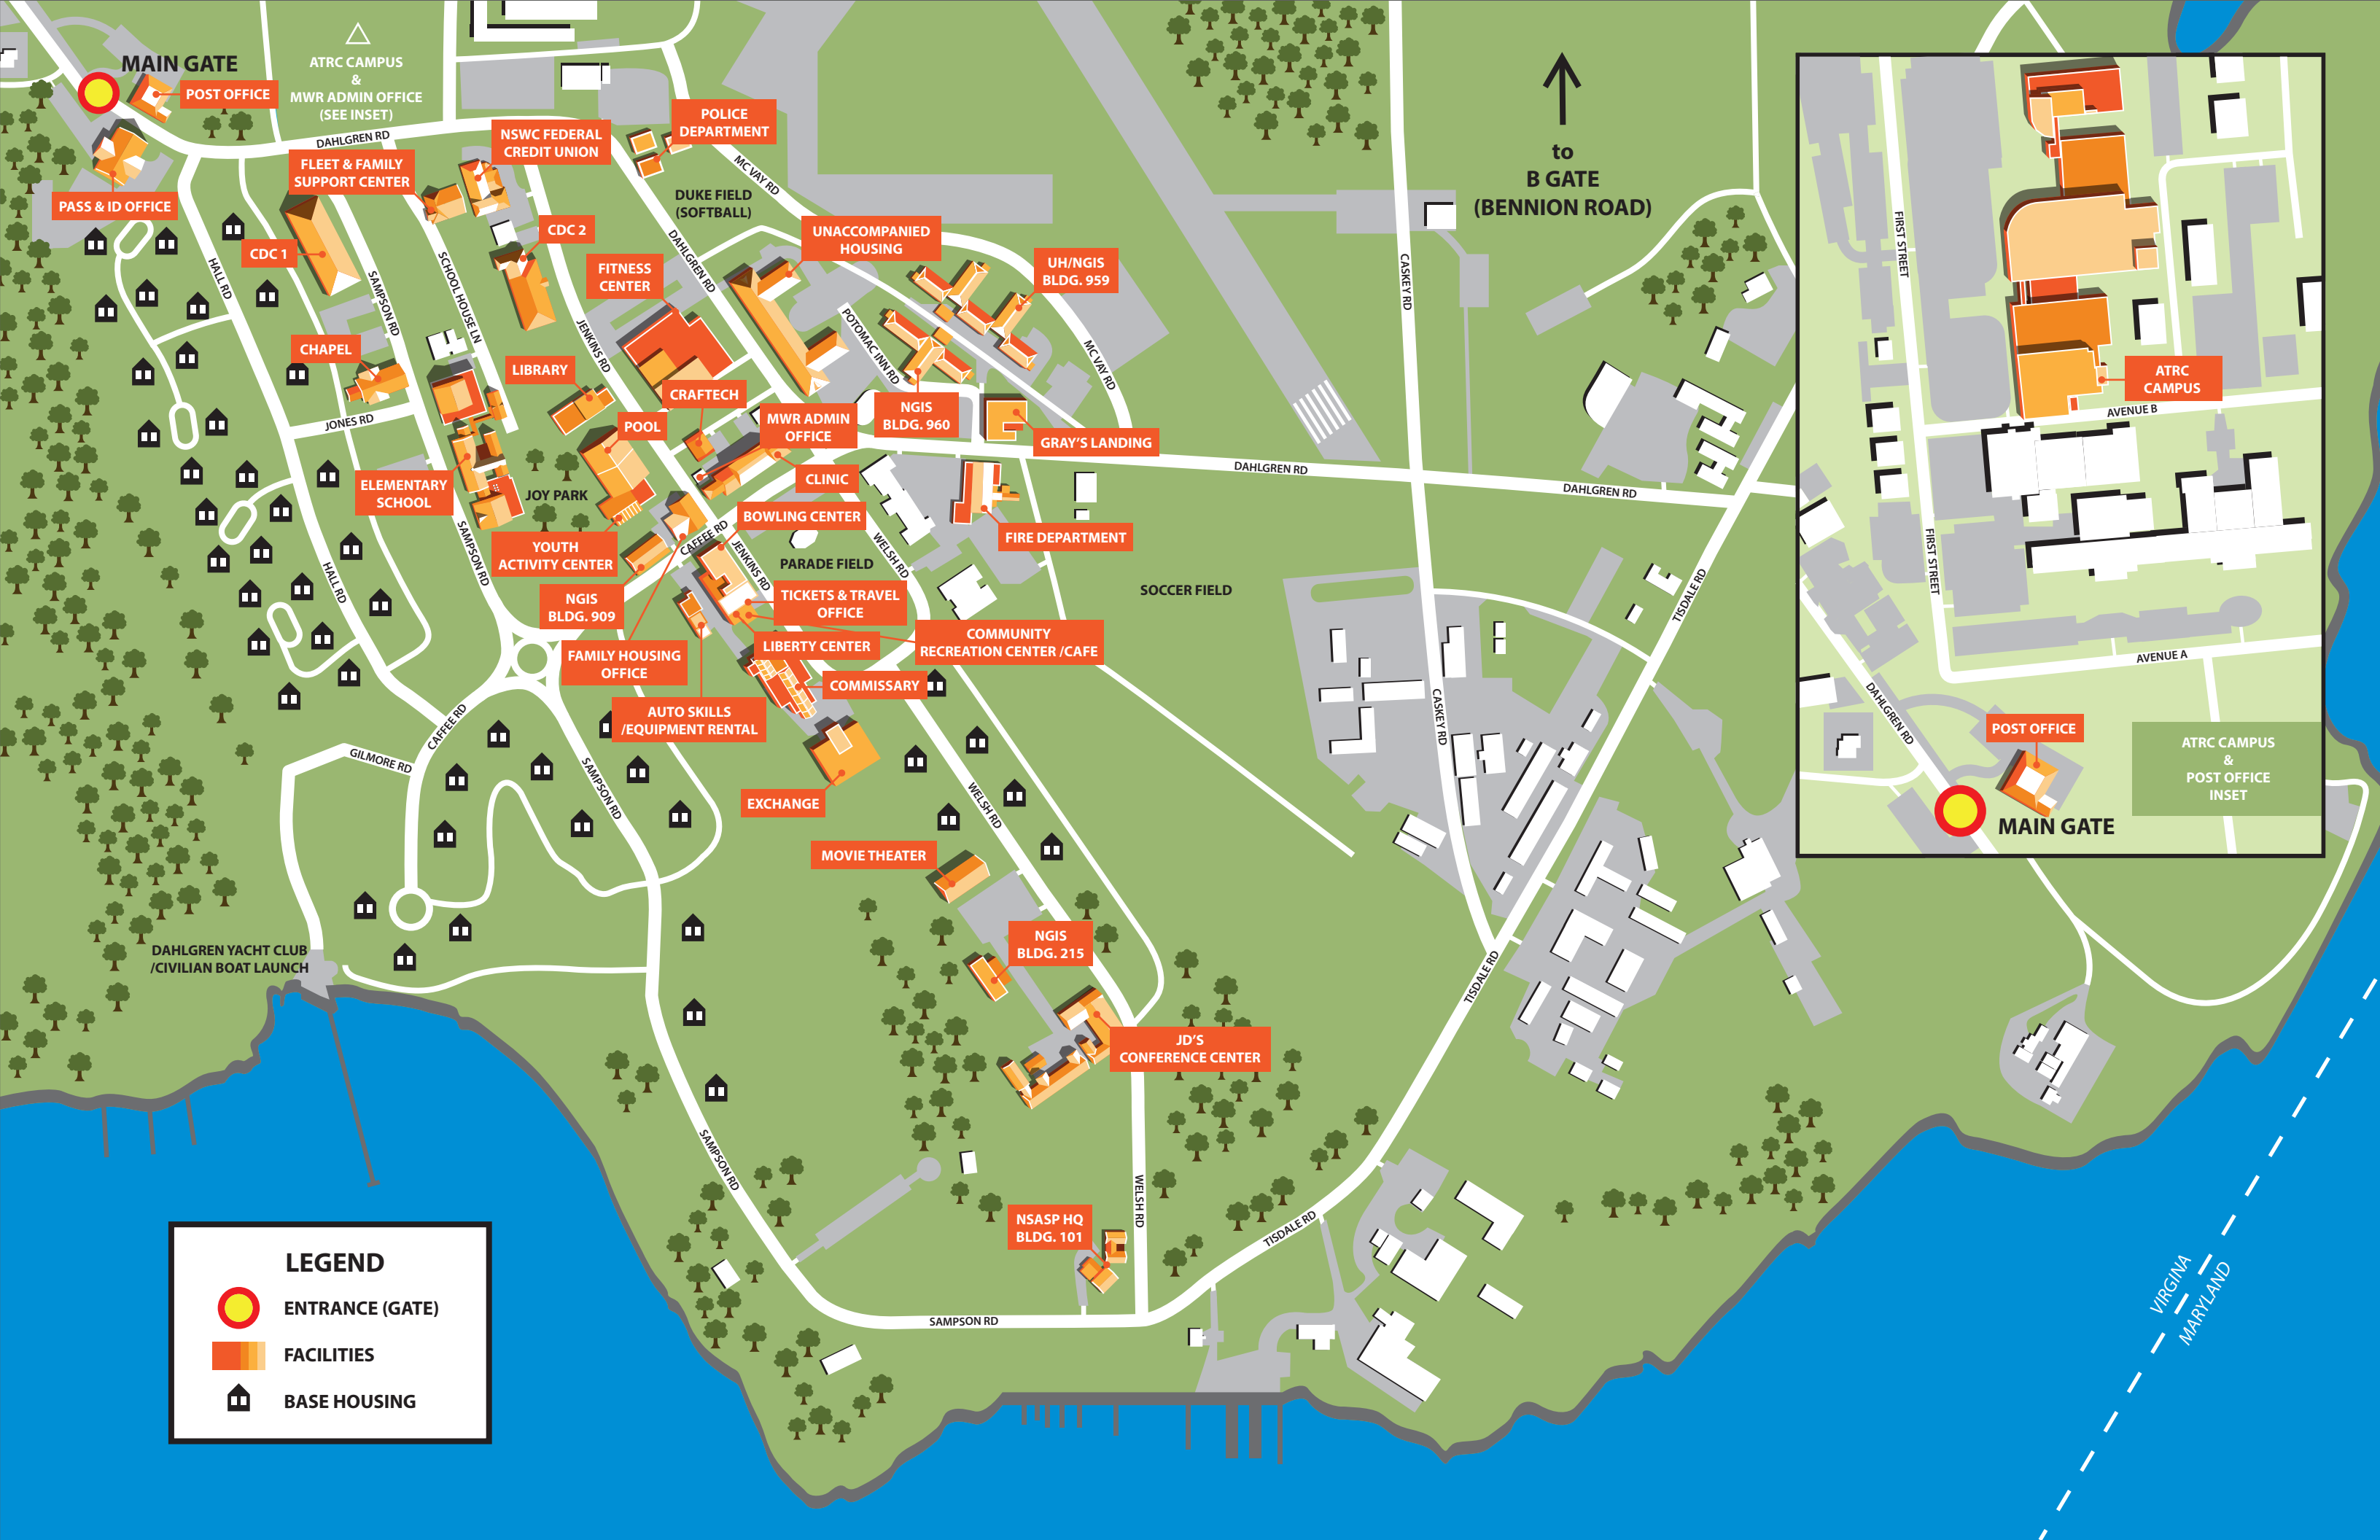 MAIN GATE
POST OFFICE
ATRC CAMPUS
&
MWR ADMIN OFFICE
(SEE INSET)
DAHLGREN RD
PASS & ID OFFICE
FLEET & FAMILY
SUPPORT CENTER
NSWC FEDERAL
CREDIT UNION
POLICE
DEPARTMENT
MC VAY RD
DUKE FIELD
(SOFTBALL)
CDC 1
CDC 2
HALL RD
SAMPSON RD
SCHOOL HOUSE LN
JENKINS RD
FITNESS
CENTER
DAHLGREN RD
UNACCOMPANIED
HOUSING
UH/NGIS
BLDG. 959
POTOMAC INN RD
MC VAY RD
CASKEY RD
to
B GATE
(BENNION ROAD)
CHAPEL
LIBRARY
CRAFTECH
POOL
MWR ADMIN
OFFICE
NGIS
BLDG. 960
GRAY'S LANDING
JONES RD
ELEMENTARY
SCHOOL
JOY PARK
CLINIC
DAHLGREN RD
DAHLGREN RD
BOWLING CENTER
FIRE DEPARTMENT
YOUTH
ACTIVITY CENTER
CAFFEE RD
JENKINS RD
PARADE FIELD
WELSH RD
SAMPSON RD
HALL RD
NGIS
BLDG. 909
TICKETS & TRAVEL
OFFICE
SOCCER FIELD
TISDALE RD
LIBERTY CENTER
COMMUNITY
RECREATION CENTER /CAFE
FAMILY HOUSING
OFFICE
COMMISSARY
AUTO SKILLS
/EQUIPMENT RENTAL
CAFFEE RD
GILMORE RD
SAMPSON RD
EXCHANGE
WELSH RD
CASKEY RD
MOVIE THEATER
NGIS
BLDG. 215
DAHLGREN YACHT CLUB
/CIVILIAN BOAT LAUNCH
TISDALE RD
JD'S
CONFERENCE CENTER
SAMPSON RD
WELSH RD
NSASP HQ
BLDG. 101
TISDALE RD
SAMPSON RD
VIRGINIA
MARYLAND
LEGEND
ENTRANCE (GATE)
FACILITIES
BASE HOUSING
FIRST STREET
ATRC
CAMPUS
AVENUE B
FIRST STREET
AVENUE A
DAHLGREN RD
POST OFFICE
MAIN GATE
ATRC CAMPUS
&
POST OFFICE
INSET